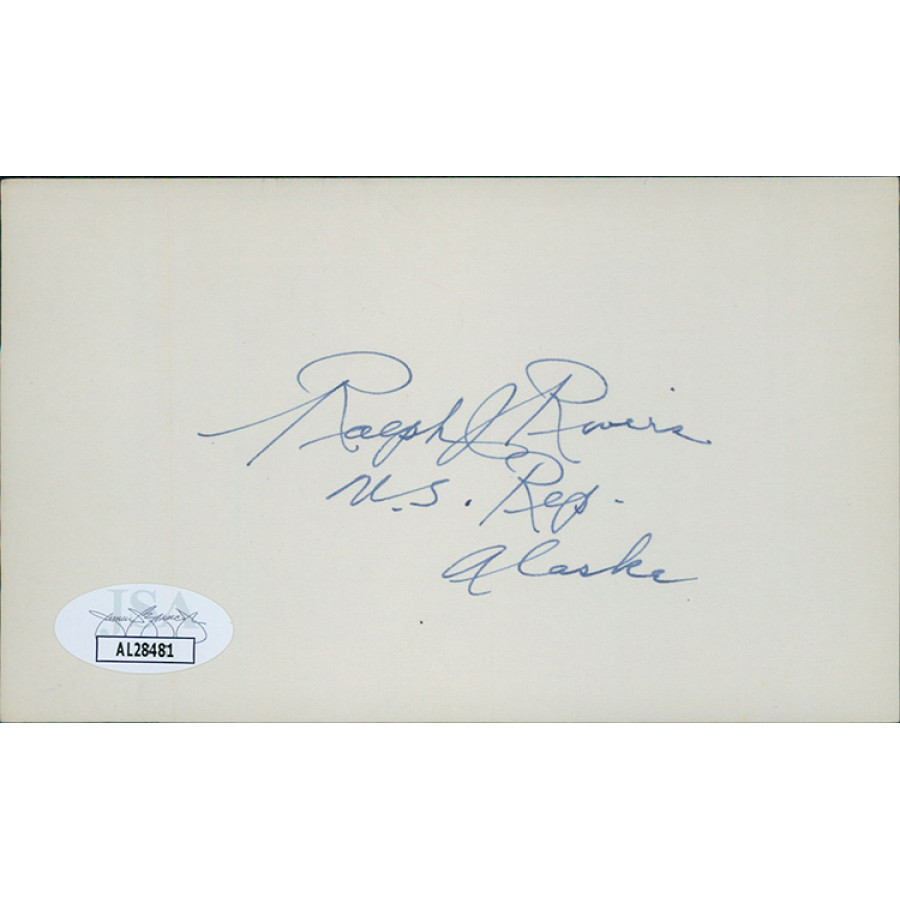 Ralph J. Rivers
U.S. Rep.
Alaska
JSA
AL28481